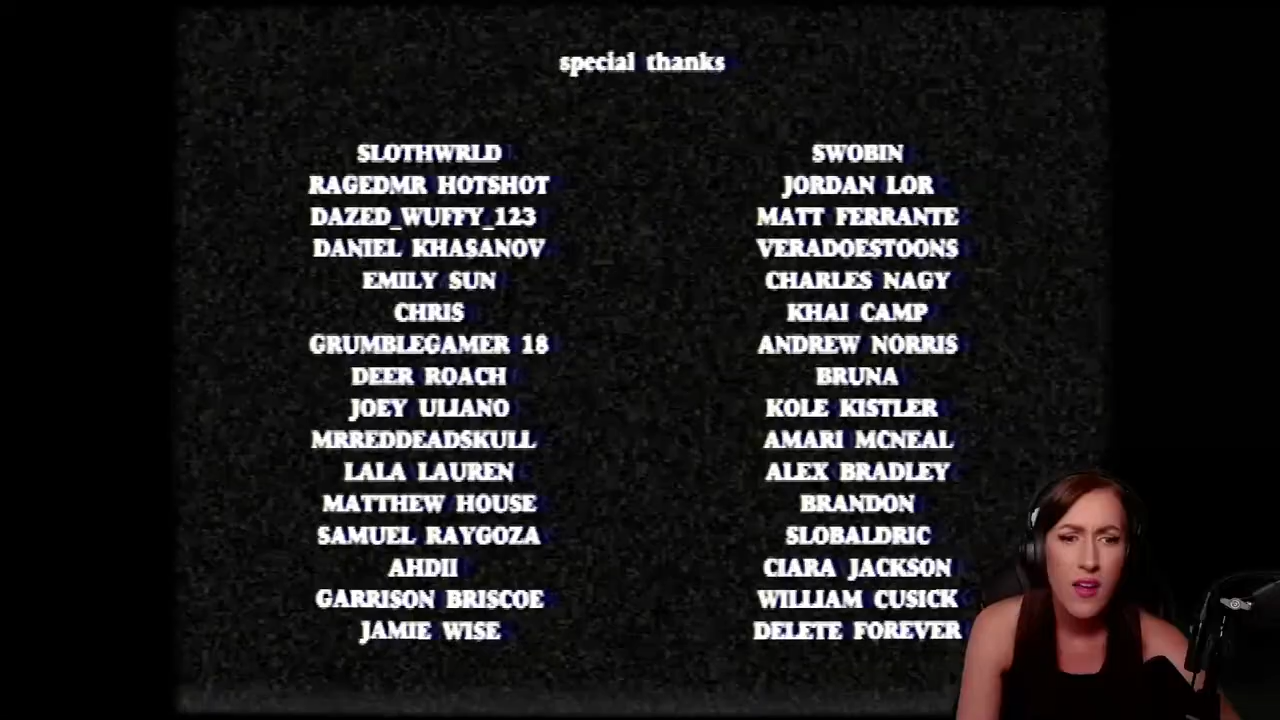 special thanks
SLOTHWRLD
RAGEDMR HOTSHOT
DAZED_WUFFY_123
DANIEL KHASANOV
EMILY SUN
CHRIS
GRUMBLEGAMER 18
DEER ROACH
JOEY ULIANO
MRREDDEADSKULL
LALA LAUREN
MATTHEW HOUSE
SAMUEL RAYGOZA
AHDII
GARRISON BRISCOE
JAMIE WISE
SWOBIN
JORDAN LOR
MATT FERRANTE
VERADOESTOONS
CHARLES NAGY
KHAI CAMP
ANDREW NORRIS
BRUNA
KOLE KISTLER
AMARI MCNEAL
ALEX BRADLEY
BRANDON
SLOBALDRIC
CIARA JACKSON
WILLIAM CUSICK
DELETE FOREVER